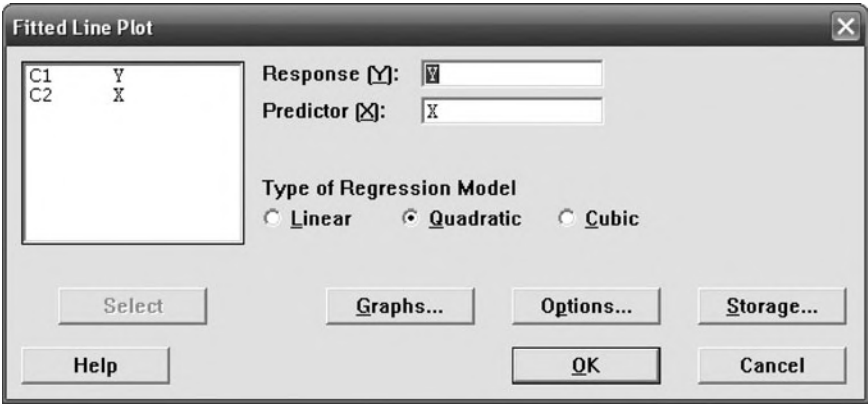 Fitted Line Plot
C1 Y
C2 X
Response (Y): Y
Predictor (X): X
Type of Regression Model
Linear Quadratic Cubic
Select Graphs... Options... Storage...
Help OK Cancel